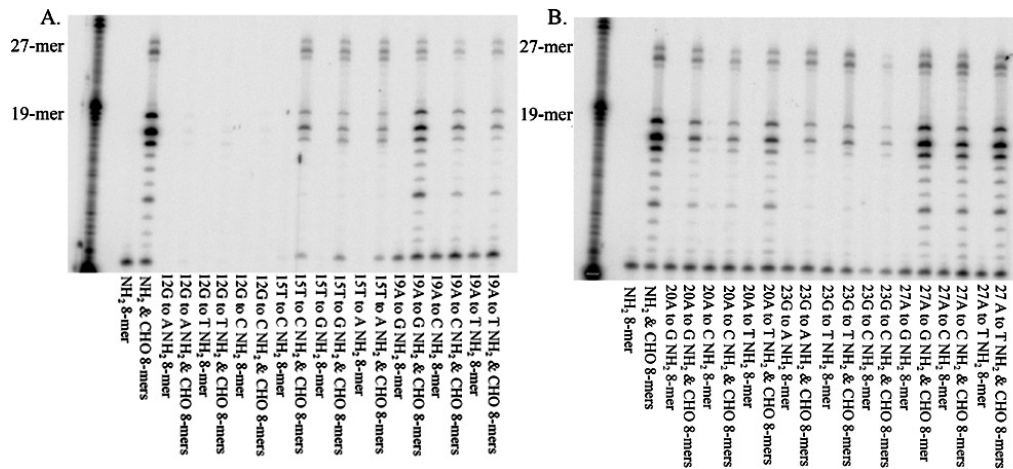 A.
27-mer
19-mer
NH₂ 8-mer
NH₂ & CHO 8-mers
12G to A NH₂ 8-mer
12G to A NH₂ & CHO 8-mers
12G to T NH₂ 8-mer
12G to T NH₂ & CHO 8-mers
12G to C NH₂ 8-mer
12G to C NH₂ & CHO 8-mers
15T to C NH₂ 8-mer
15T to C NH₂ & CHO 8-mers
15T to G NH₂ 8-mer
15T to G NH₂ & CHO 8-mers
15T to A NH₂ 8-mer
15T to A NH₂ & CHO 8-mers
19A to G NH₂ 8-mer
19A to G NH₂ & CHO 8-mers
19A to C NH₂ 8-mer
19A to C NH₂ & CHO 8-mers
19A to T NH₂ 8-mer
19A to T NH₂ & CHO 8-mers
B.
27-mer
19-mer
NH₂ 8-mer
NH₂ & CHO 8-mers
20A to G NH₂ 8-mer
20A to G NH₂ & CHO 8-mers
20A to C NH₂ 8-mer
20A to C NH₂ & CHO 8-mers
20A to T NH₂ 8-mer
20A to T NH₂ & CHO 8-mers
23G to A NH₂ 8-mer
23G to A NH₂ & CHO 8-mers
23G to T NH₂ 8-mer
23G to T NH₂ & CHO 8-mers
23G to C NH₂ 8-mer
23G to C NH₂ & CHO 8-mers
27A to G NH₂ 8-mer
27A to G NH₂ & CHO 8-mer
27A to C NH₂ 8-mer
27A to C NH₂ & CHO 8-mers
27A to T NH₂ 8-mer
27 A to T NH₂ & CHO 8-mers